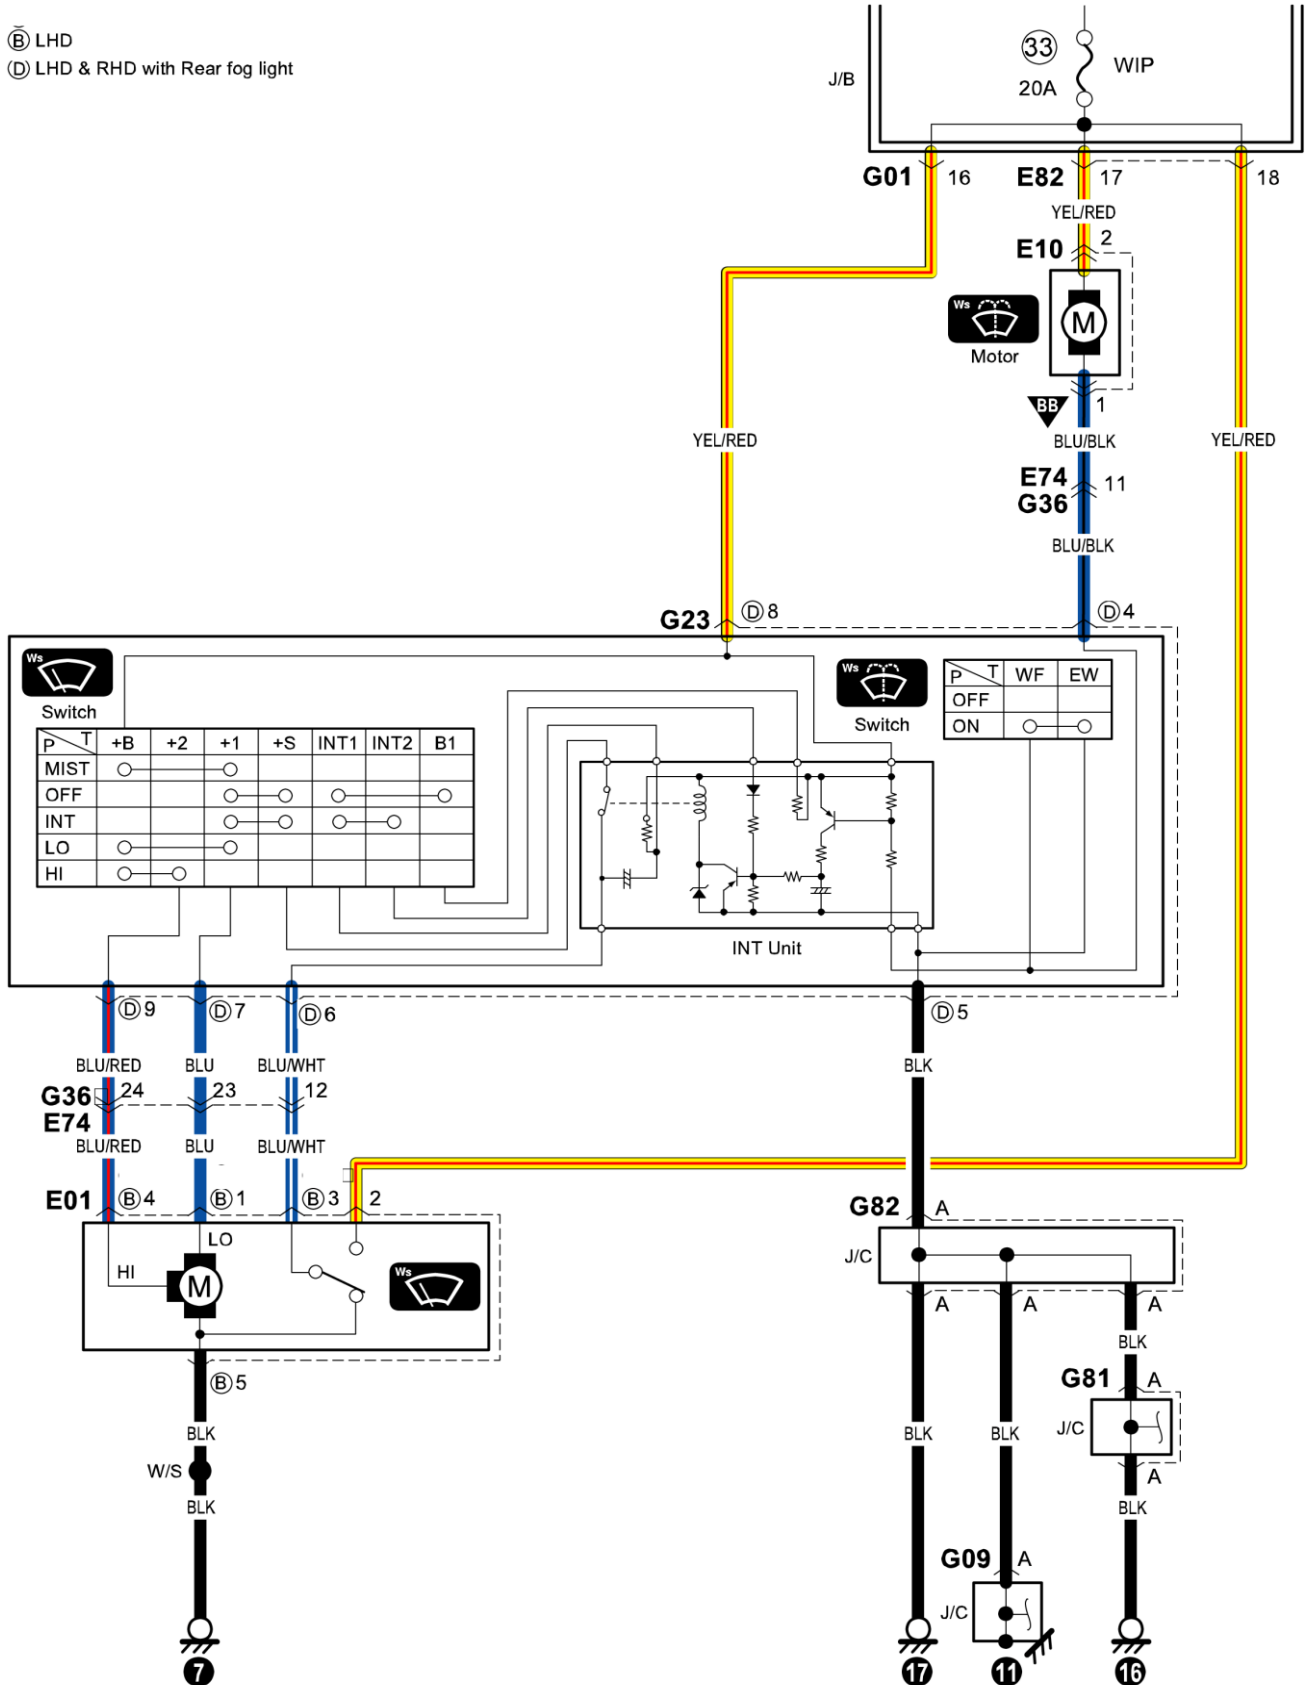 Ⓑ LHD
Ⓓ LHD & RHD with Rear fog light
J/B
33
20A
WIP
G01 16
E82 17
18
YEL/RED
E10 2
Ws
M
Motor
BB 1
YEL/RED
BLU/BLK
YEL/RED
E74 11
G36
BLU/BLK
G23 Ⓓ8
Ⓓ4
Ws
Switch
Ws
Switch
P T WF EW
OFF
ON
P T +B +2 +1 +S INT1 INT2 B1
MIST
OFF
INT
LO
HI
INT Unit
Ⓓ9 Ⓓ7 Ⓓ6 Ⓓ5
BLU/RED BLU BLU/WHT BLK
G36 24 23 12
E74
BLU/RED BLU BLU/WHT
E01 Ⓑ4 Ⓑ1 Ⓑ3 2
G82 A
LO
HI
M
Ws
J/C
A A A
BLK
Ⓑ5
G81 A
J/C
BLK BLK BLK
W/S
A
BLK BLK
G09 A
J/C
7 17 11 16